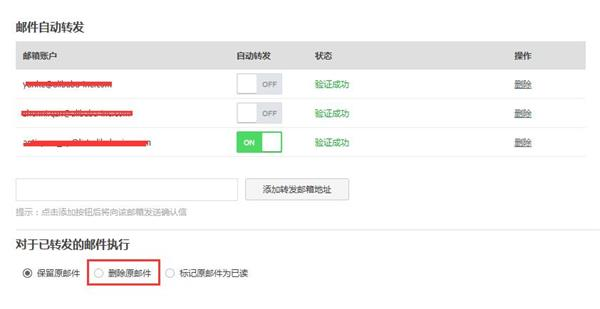 邮件自动转发
邮箱账户 自动转发 状态 操作
OFF 验证成功 删除
OFF 验证成功 删除
ON 验证成功 删除
添加转发邮箱地址
提示：点击添加按钮后将向该邮箱发送确认信
对于已转发的邮件执行
保留原邮件 删除原邮件 标记原邮件为已读